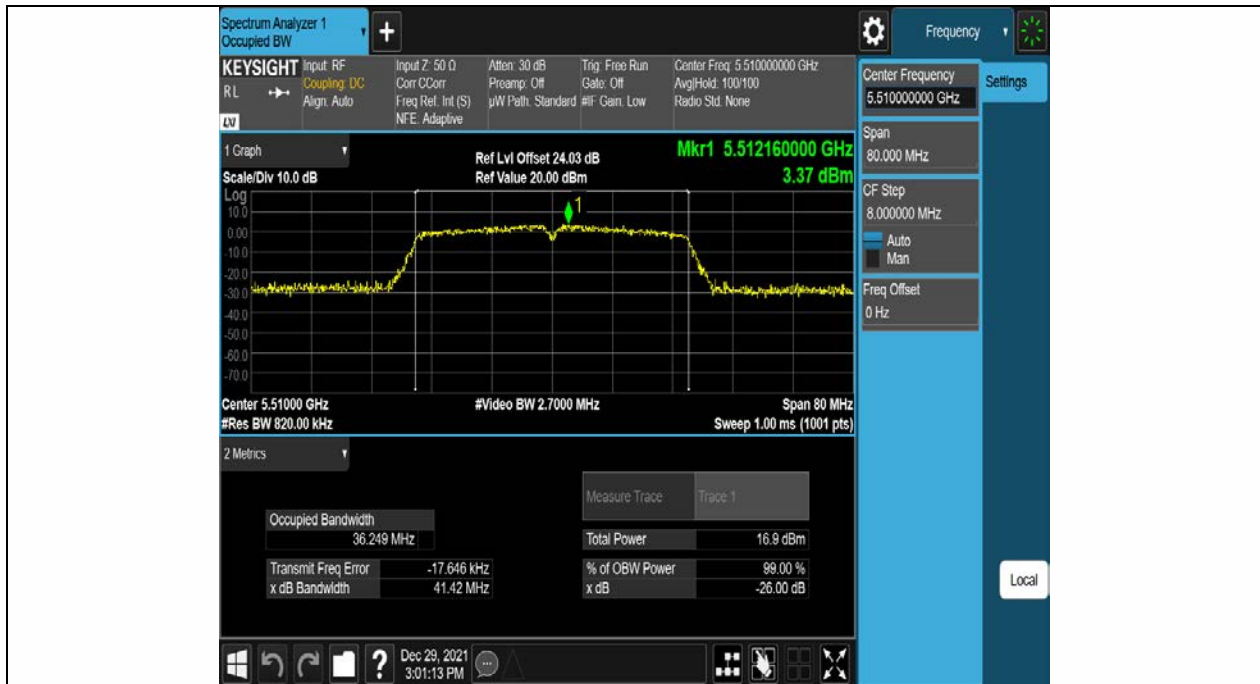 Spectrum Analyzer 1
Occupied BW
+
Frequency
KEYSIGHT
RL
LXI
Input: RF
Coupling: DC
Align: Auto
Input Z: 50 Ω
Corr CCorr
Freq Ref: Int (S)
NFE: Adaptive
Atten: 30 dB
Preamp: Off
µW Path: Standard
Trig: Free Run
Gate: Off
#IF Gain: Low
Center Freq: 5.510000000 GHz
Avg|Hold: 100/100
Radio Std: None
Center Frequency
5.510000000 GHz
Settings
Span
80.000 MHz
CF Step
8.000000 MHz
Auto
Man
Freq Offset
0 Hz
Local
1 Graph
Scale/Div 10.0 dB
Ref Lvl Offset 24.03 dB
Ref Value 20.00 dBm
Mkr1 5.512160000 GHz
3.37 dBm
Log
10.0
0.00
-10.0
-20.0
-30.0
-40.0
-50.0
-60.0
-70.0
1
Center 5.51000 GHz
#Res BW 820.00 kHz
#Video BW 2.7000 MHz
Span 80 MHz
Sweep 1.00 ms (1001 pts)
2 Metrics
Measure Trace Trace 1
Occupied Bandwidth
36.249 MHz
Total Power 16.9 dBm
Transmit Freq Error -17.646 kHz
% of OBW Power 99.00 %
x dB Bandwidth 41.42 MHz
x dB -26.00 dB
?
Dec 29, 2021
3:01:13 PM